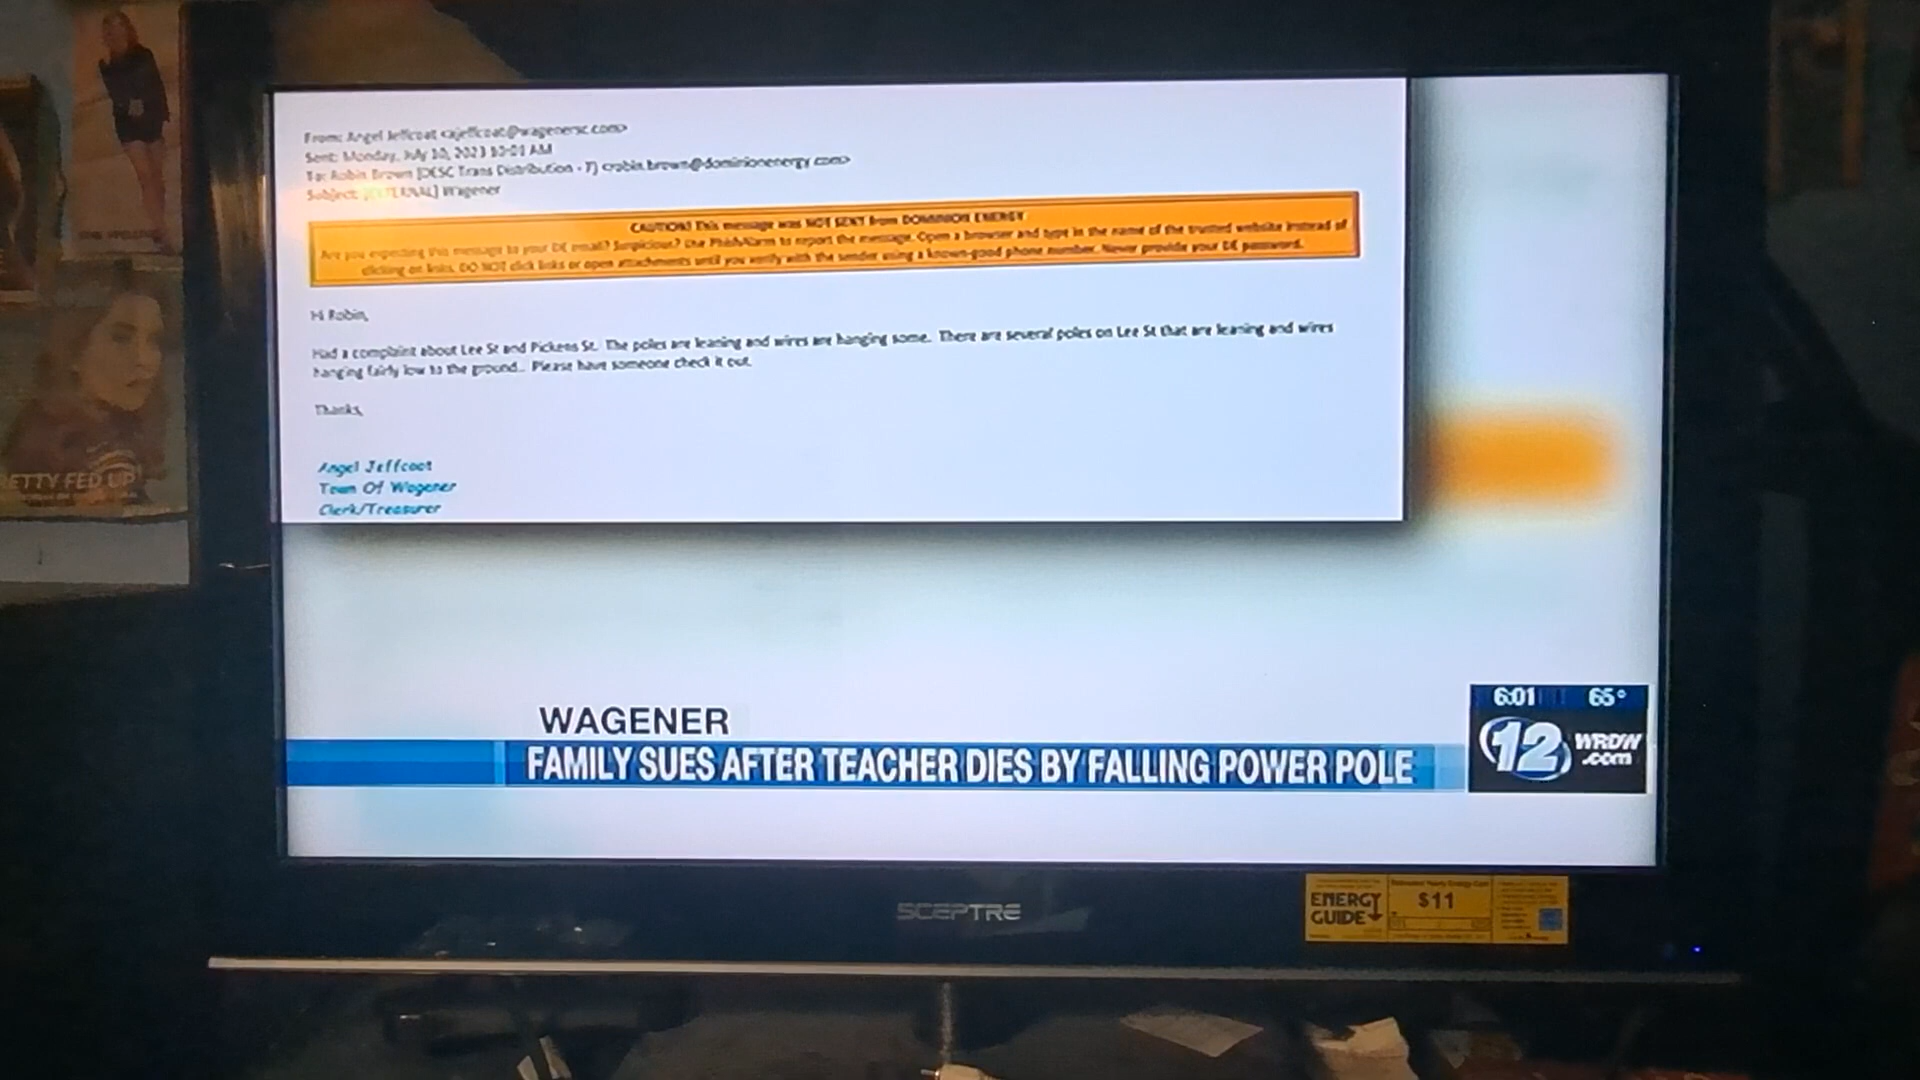 From: Angel Jeffcoat <ajeffcoat@wagenersc.com>
Sent: Monday, July 10, 2023 10:01 AM
To: Robin Brown [DESC Trans Distribution - 7] <robin.brown@dominionenergy.com>
Subject: [EXTERNAL] Wagener
CAUTION! This message was NOT SENT from DOMINION ENERGY
Are you expecting this message to your DE email? Suspicious? Use PhishAlarm to report the message. Open a browser and type in the name of the trusted website instead of
clicking on links. DO NOT click links or open attachments until you verify with the sender using a known-good phone number. Never provide your DE password.
Hi Robin,
Had a complaint about Lee St and Pickens St. The poles are leaning and wires are hanging some. There are several poles on Lee St that are leaning and wires
hanging fairly low to the ground.. Please have someone check it out.
Thanks,
Angel Jeffcoat
Town Of Wagener
Clerk/Treasurer
ETTY FED UP
WAGENER
FAMILY SUES AFTER TEACHER DIES BY FALLING POWER POLE
6:01 65°
12 WRDW
.com
SCEPTRE
ENERGY
GUIDE
Estimated Yearly Energy Cost
$11